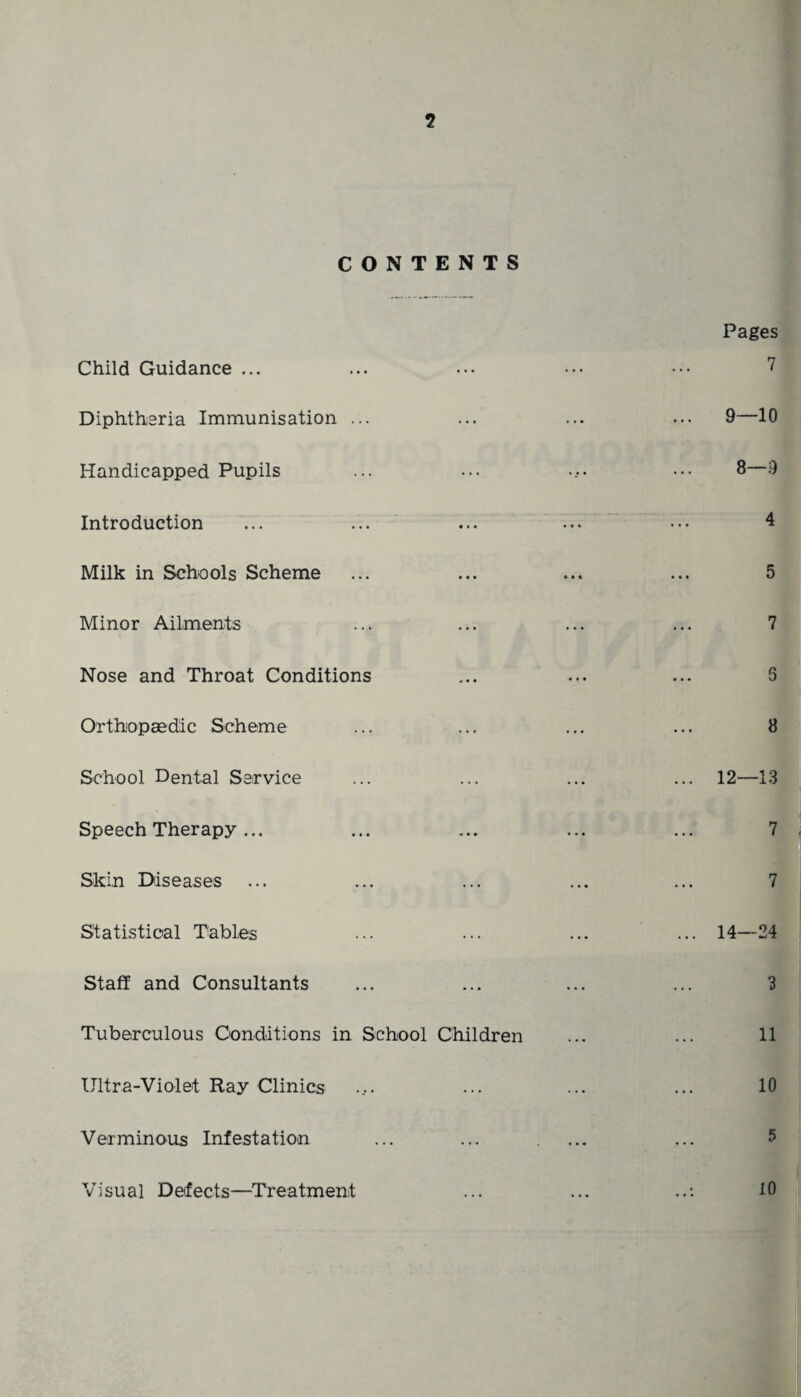 2
CONTENTS
Pages
Child Guidance ... ... ... ... ... 7
Diphtheria Immunisation ... ... ... ... 9—10
Handicapped Pupils ... ... ... ... 8—9
Introduction ... ... ... ... ... 4
Milk in Schools Scheme ... ... ... ... 5
Minor Ailments ... ... ... ... 7
Nose and Throat Conditions ... ... ... 6
Orthopædic Scheme ... ... ... ... 8
School Dental Service ... ... ... ... 12—13
Speech Therapy ... ... ... ... ... 7
Skin Diseases ... ... ... ... ... 7
Statistical Tables ... ... ... ... 14—24
Staff and Consultants ... ... ... ... 3
Tuberculous Conditions in School Children ... ... 11
Ultra-Violet Ray Clinics ... ... ... ... 10
Verminous Infestation ... ... ... ... 5
Visual Defects—Treatment ... ... ... 10